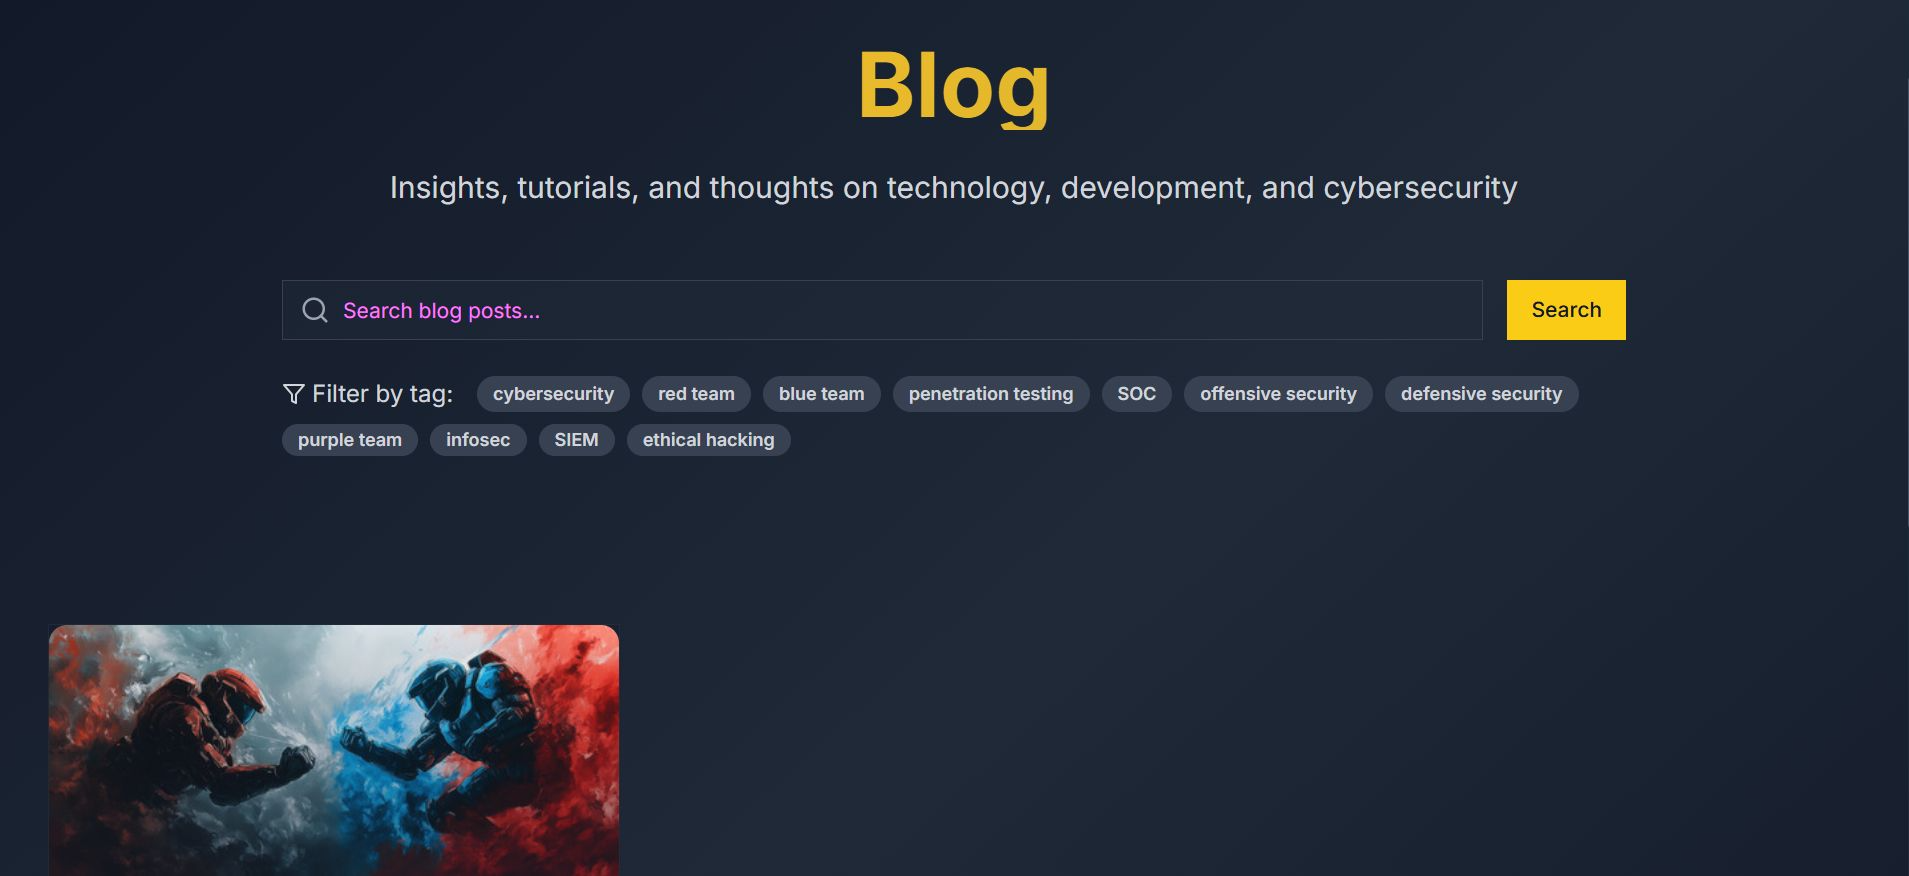 Blog
Insights, tutorials, and thoughts on technology, development, and cybersecurity
Search blog posts...
Search
Filter by tag:
cybersecurity
red team
blue team
penetration testing
SOC
offensive security
defensive security
purple team
infosec
SIEM
ethical hacking